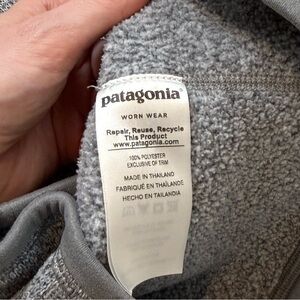 patagonia®
WORN WEAR
Repair, Reuse, Recycle
This Product
www.patagonia.com
100% POLYESTER
EXCLUSIVE OF TRIM
MADE IN THAILAND
FABRIQUÉ EN THAÏLANDE
HECHO EN TAILANDIA